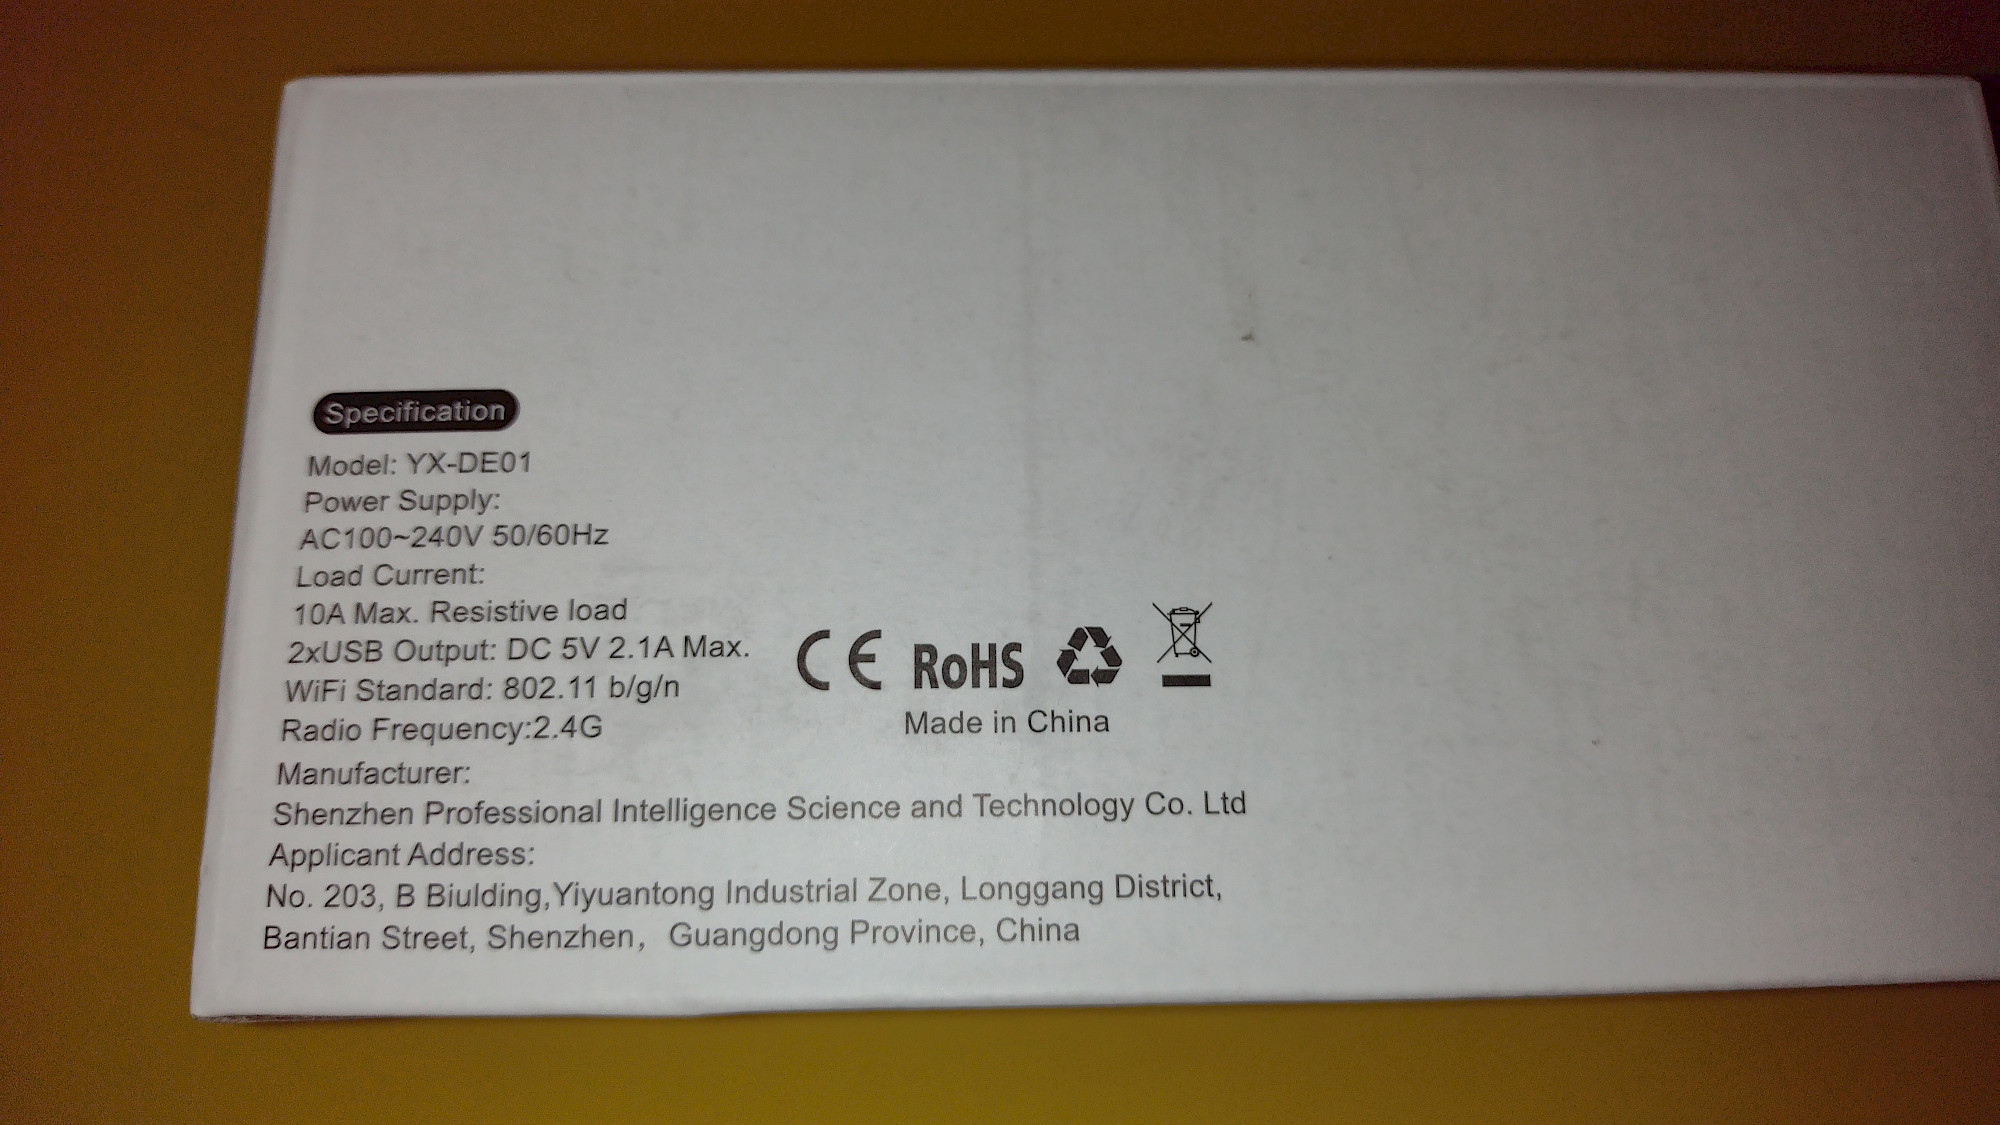 Specification
Model: YX-DE01
Power Supply:
AC100~240V 50/60Hz
Load Current:
10A Max. Resistive load
2xUSB Output: DC 5V 2.1A Max.
WiFi Standard: 802.11 b/g/n
Radio Frequency:2.4G
CE RoHS
Made in China
Manufacturer:
Shenzhen Professional Intelligence Science and Technology Co. Ltd
Applicant Address:
No. 203, B Biulding,Yiyuantong Industrial Zone, Longgang District,
Bantian Street, Shenzhen, Guangdong Province, China